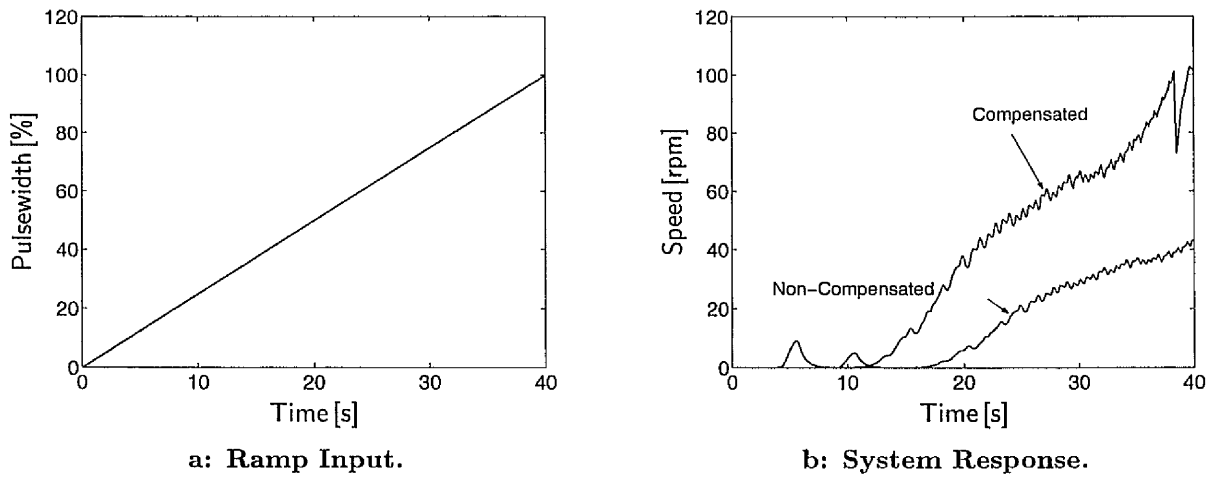 120
100
80
60
40
20
0
Pulsewidth [%]
0 10 20 30 40
Time [s]
a: Ramp Input.
120
100
80
60
40
20
0
Speed [rpm]
Compensated
Non-Compensated
0 10 20 30 40
Time [s]
b: System Response.